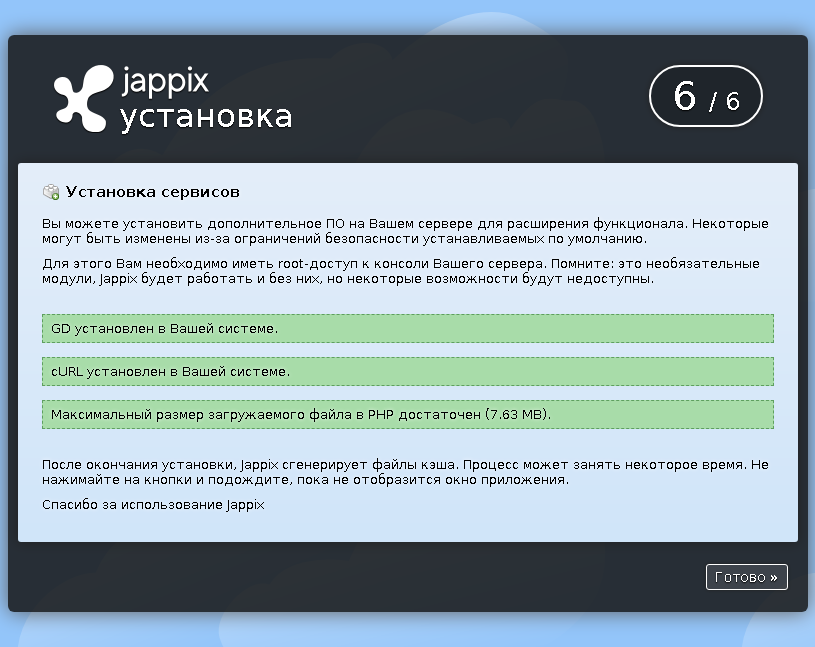 jappix
установка
6 / 6
Установка сервисов
Вы можете установить дополнительное ПО на Вашем сервере для расширения функционала. Некоторые
могут быть изменены из-за ограничений безопасности устанавливаемых по умолчанию.
Для этого Вам необходимо иметь root-доступ к консоли Вашего сервера. Помните: это необязательные
модули, Jappix будет работать и без них, но некоторые возможности будут недоступны.
GD установлен в Вашей системе.
cURL установлен в Вашей системе.
Максимальный размер загружаемого файла в PHP достаточен (7.63 MB).
После окончания установки, Jappix сгенерирует файлы кэша. Процесс может занять некоторое время. Не
нажимайте на кнопки и подождите, пока не отобразится окно приложения.
Спасибо за использование Jappix
Готово »